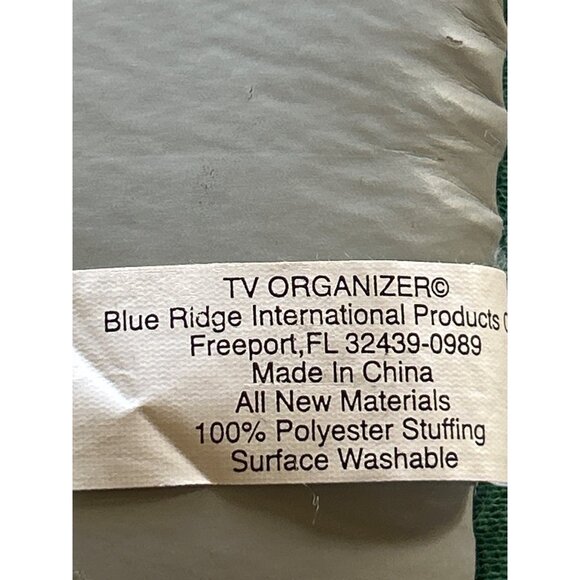 TV ORGANIZER©
Blue Ridge International Products
Freeport,FL 32439-0989
Made In China
All New Materials
100% Polyester Stuffing
Surface Washable